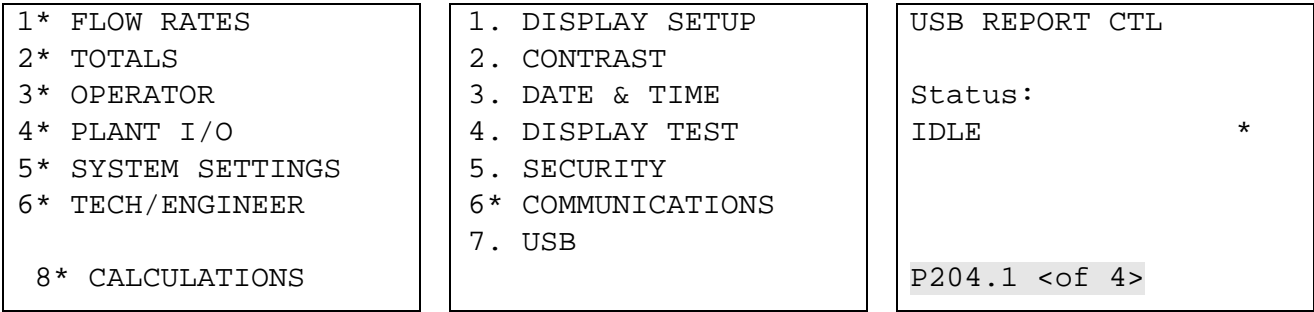 1* FLOW RATES
2* TOTALS
3* OPERATOR
4* PLANT I/O
5* SYSTEM SETTINGS
6* TECH/ENGINEER
8* CALCULATIONS
1. DISPLAY SETUP
2. CONTRAST
3. DATE & TIME
4. DISPLAY TEST
5. SECURITY
6* COMMUNICATIONS
7. USB
USB REPORT CTL
Status:
IDLE *
P204.1 <of 4>